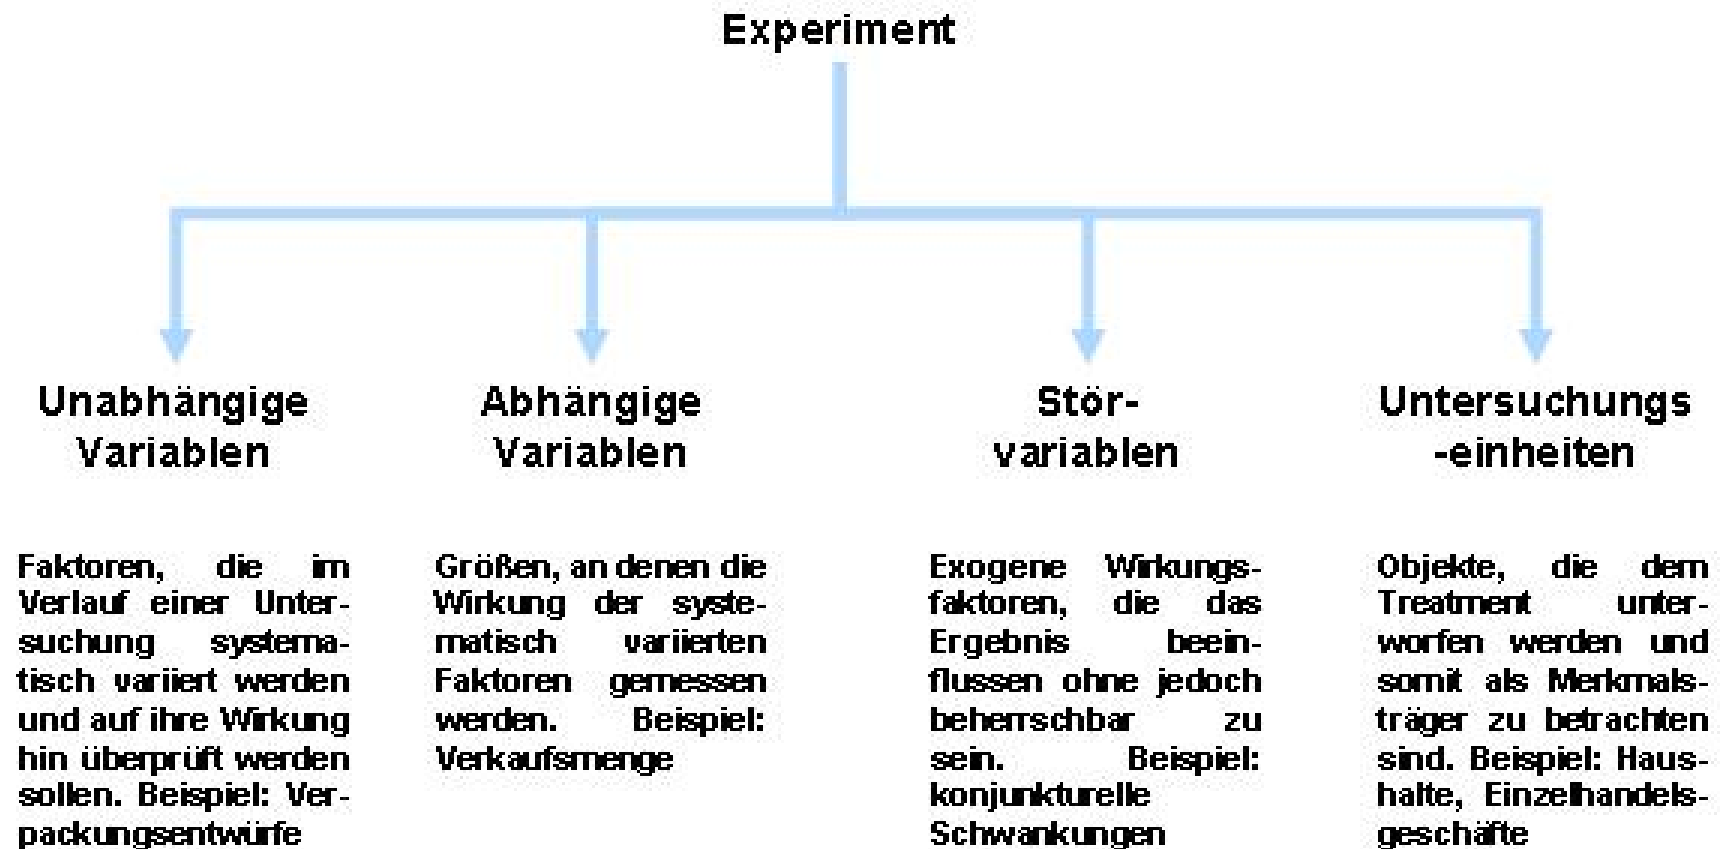 Experiment
Unabhängige
Variablen
Abhängige
Variablen
Stör-
variablen
Untersuchungs
-einheiten
Faktoren, die im
Verlauf einer Unter-
suchung systema-
tisch variiert werden
und auf ihre Wirkung
hin überprüft werden
sollen. Beispiel: Ver-
packungsentwürfe
Größen, an denen die
Wirkung der syste-
matisch variierten
Faktoren gemessen
werden. Beispiel:
Verkaufsmenge
Exogene Wirkungs-
faktoren, die das
Ergebnis beein-
flussen ohne jedoch
beherrschbar zu
sein. Beispiel:
konjunkturelle
Schwankungen
Objekte, die dem
Treatment unter-
worfen werden und
somit als Merkmals-
träger zu betrachten
sind. Beispiel: Haus-
halte, Einzelhandels-
geschäfte